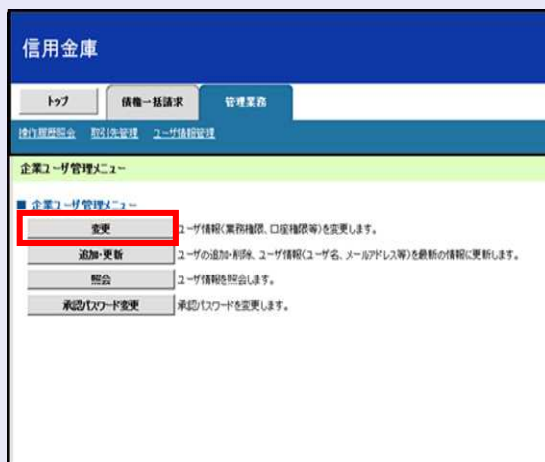 信用金庫
トップ 債権一括請求 管理業務
操作履歴照会 取引先管理 ユーザ情報管理
企業ユーザ管理メニュー
■ 企業ユーザ管理メニュー
変更 ユーザ情報(業務権限、口座権限等)を変更します。
追加・更新 ユーザの追加・削除、ユーザ情報(ユーザ名、メールアドレス等)を最新の情報に更新します。
照会 ユーザ情報を照会します。
承認パスワード変更 承認パスワードを変更します。